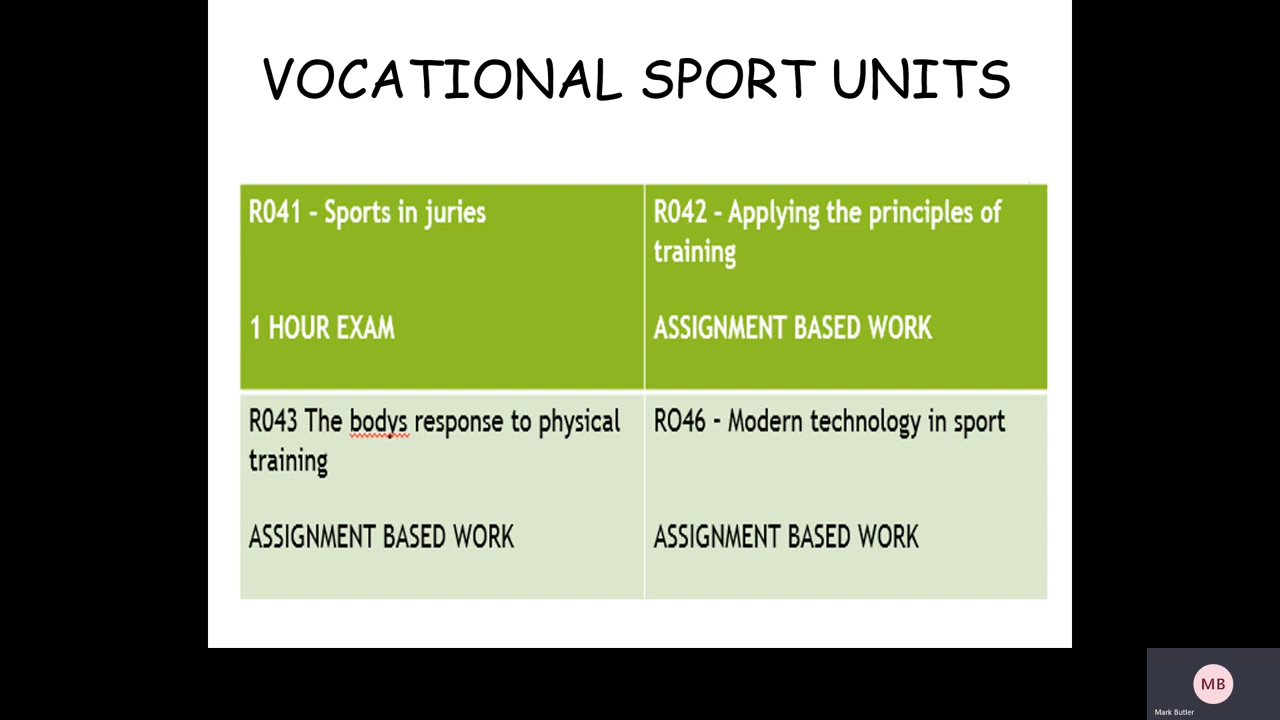 VOCATIONAL SPORT UNITS
R041 - Sports in juries
1 HOUR EXAM
R042 - Applying the principles of
training
ASSIGNMENT BASED WORK
R043 The bodys response to physical
training
ASSIGNMENT BASED WORK
RO46 - Modern technology in sport
ASSIGNMENT BASED WORK
MB
Mark Butler